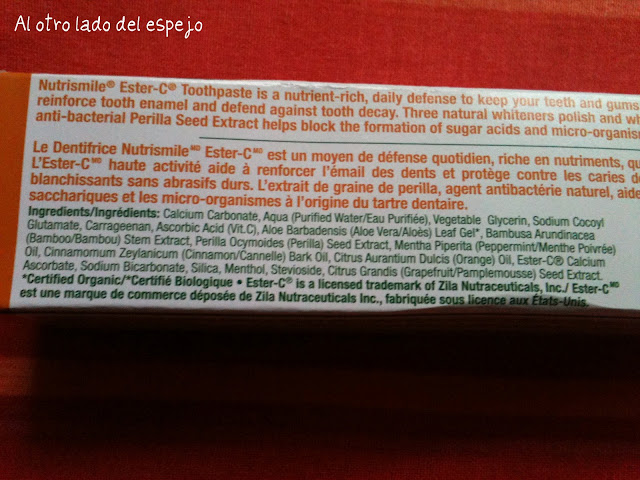 Al otro lado del espejo
Nutrismile® Ester-C® Toothpaste is a nutrient-rich, daily defense to keep your teeth and gums
reinforce tooth enamel and defend against tooth decay. Three natural whiteners polish and
anti-bacterial Perilla Seed Extract helps block the formation of sugar acids and
Le Dentifrice Nutrismile MD Ester-C MD est un moyen de défense quotidien, riche en nutriments,
L'Ester-C MD haute activité aide à renforcer l'émail des dents et protège contre les caries
blanchissants sans abrasifs durs. L'extrait de graine de perilla, agent antibactérie naturel,
sacchariques et les micro-organismes à l'origine du tartre dentaire.
Ingredients/Ingrédients: Calcium Carbonate, Aqua (Purified Water/Eau Purifiée), Vegetable Glycerin, Sodium Cocoyl
Glutamate, Carrageenan, Ascorbic Acid (Vit.C), Aloe Barbadensis (Aloe Vera/Aloès) Leaf Gel*, Bambusa Arundinacea
(Bamboo/Bambou) Stem Extract, Perilla Ocymoides (Perilla) Seed Extract, Mentha Piperita (Peppermint/Menthe Poivrée)
Oil, Cinnamomum Zeylanicum (Cinnamon/Cannelle) Bark Oil, Citrus Aurantium Dulcis (Orange) Oil, Ester-C® Calcium
Ascorbate, Sodium Bicarbonate, Silica, Menthol, Stevioside, Citrus Grandis (Grapefruit/Pamplemousse) Seed Extract.
*Certified Organic/*Certifié Biologique • Ester-C® is a licensed trademark of Zila Nutraceuticals, Inc./ Ester-C MD
est une marque de commerce déposée de Zila Nutraceuticals Inc., fabriquée sous licence aux États-Unis.